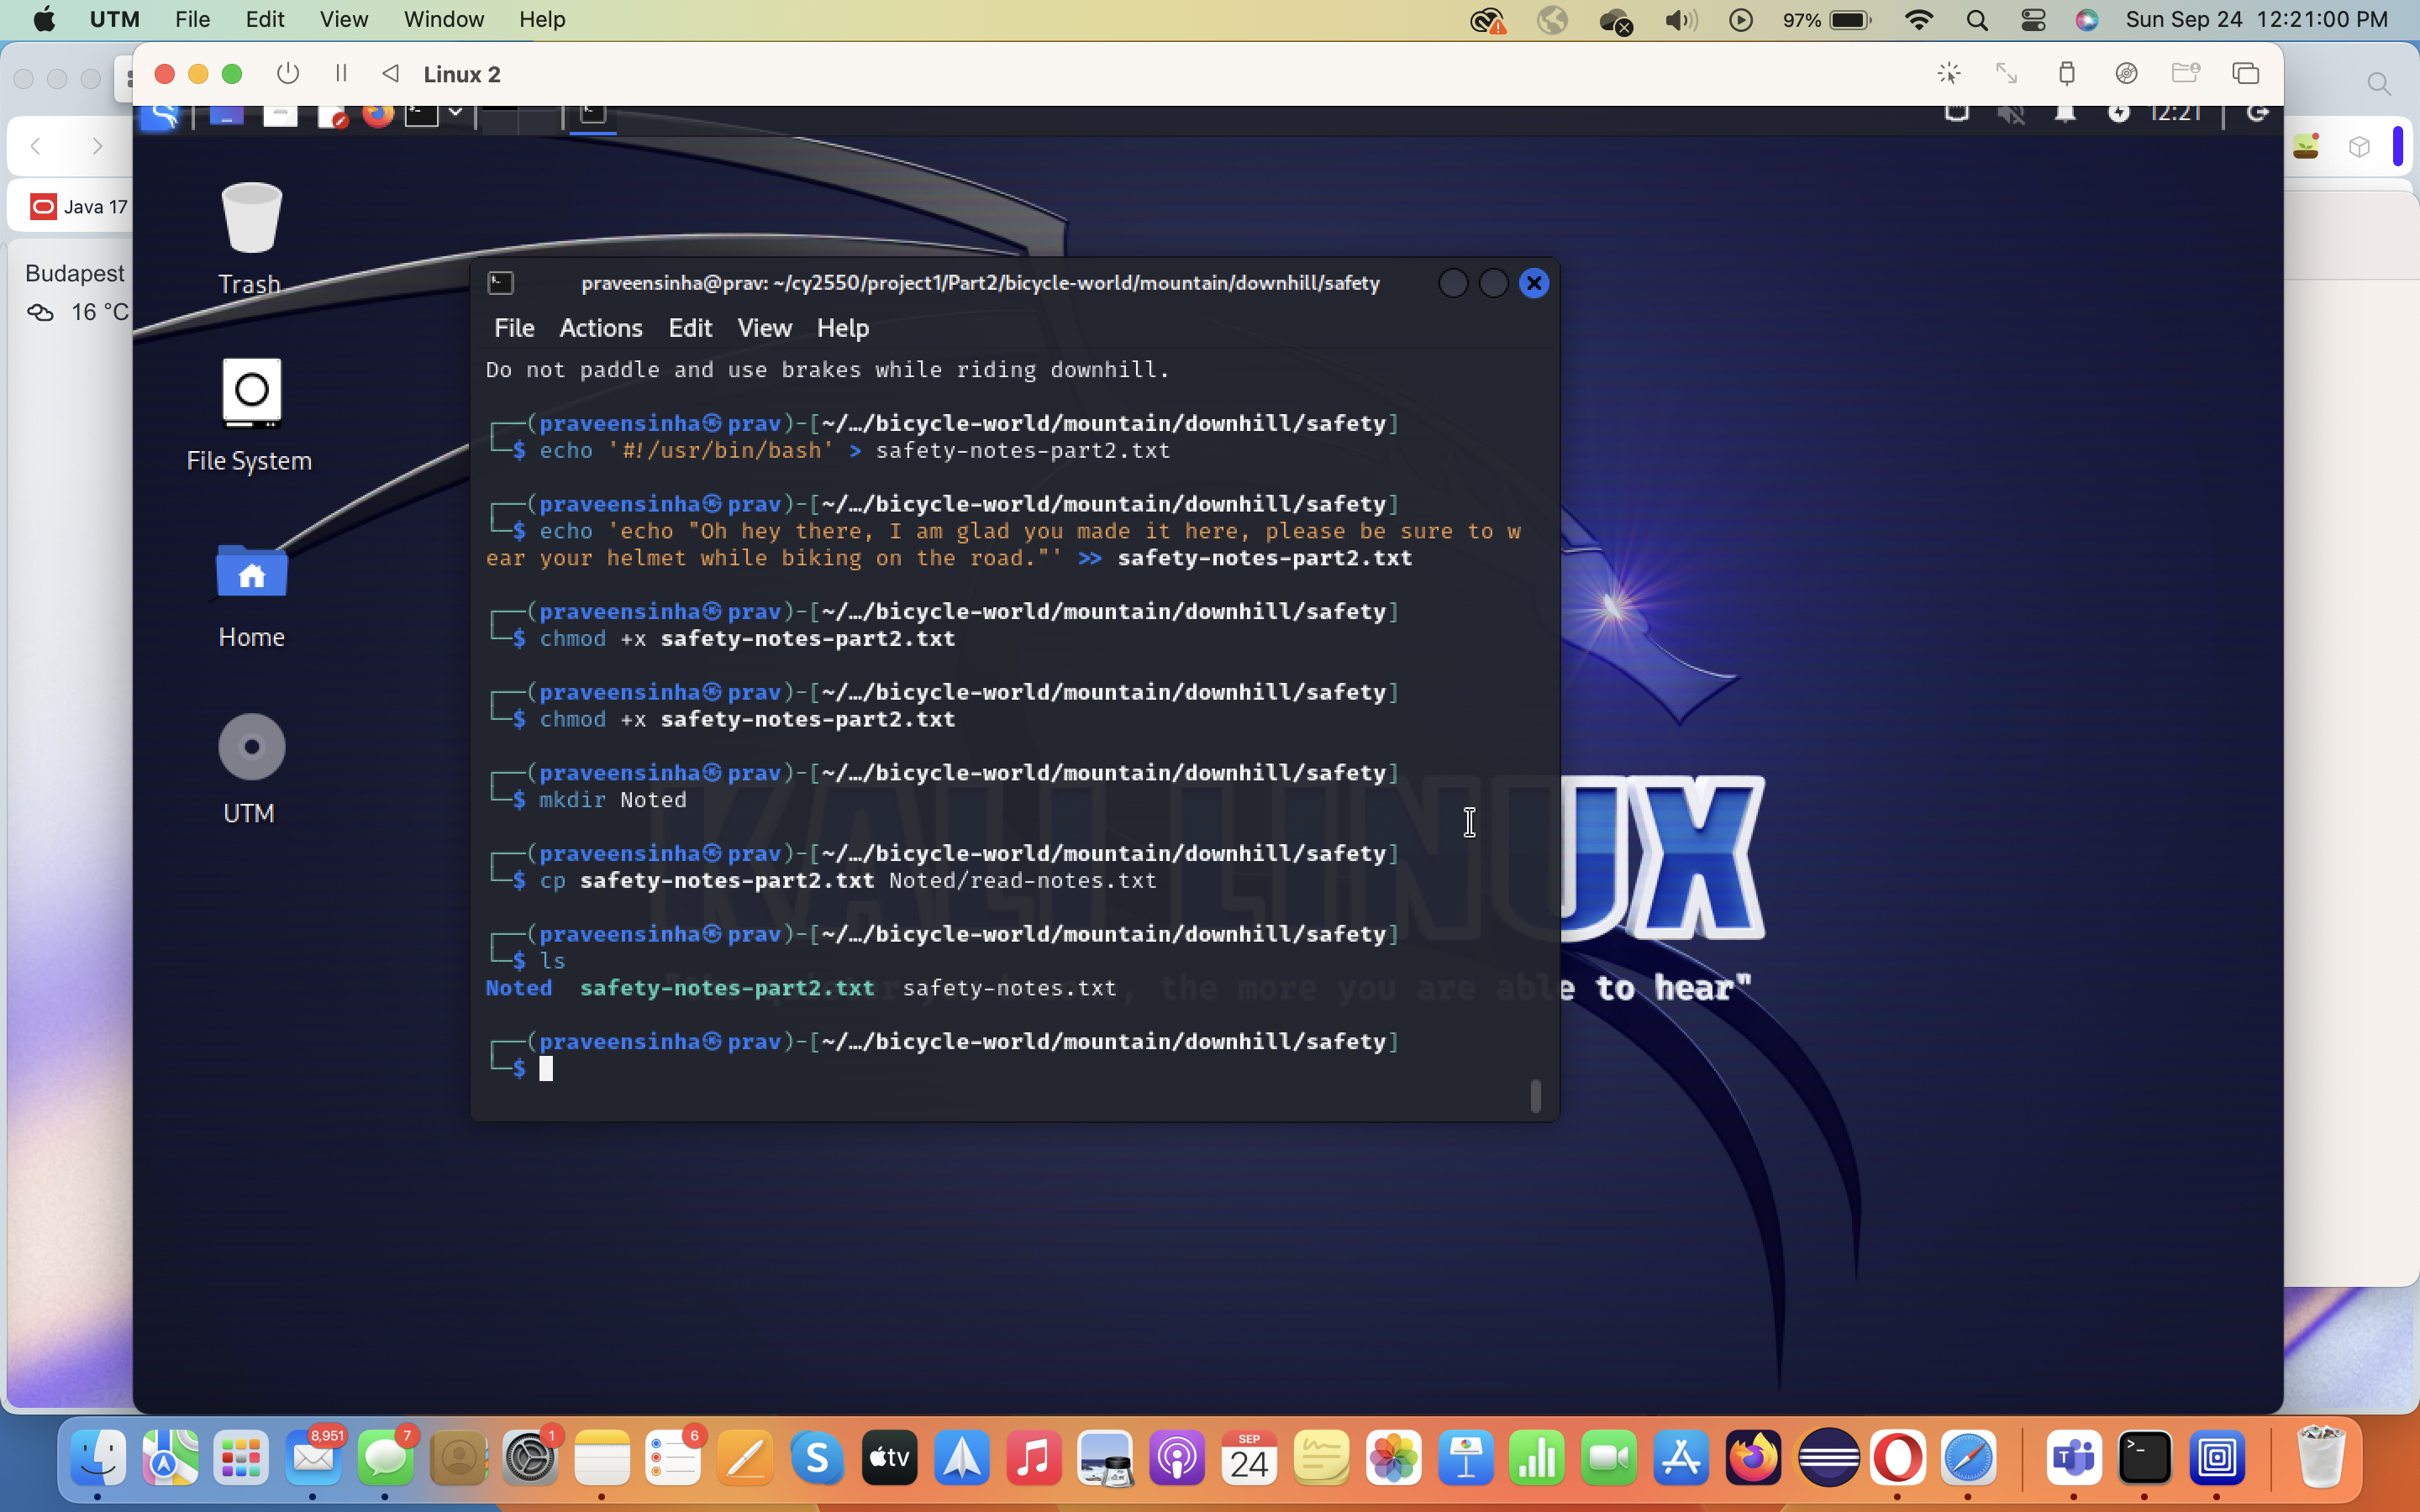 UTM File Edit View Window Help 97% Sun Sep 24 12:21:00 PM
Linux 2
12:21
Java 17
Budapest
16 °C
Trash
File System
Home
UTM
praveensinha@prav: ~/cy2550/project1/Part2/bicycle-world/mountain/downhill/safety
File Actions Edit View Help
Do not paddle and use brakes while riding downhill.
┌──(praveensinha㉿prav)-[~/…/bicycle-world/mountain/downhill/safety]
└─$ echo '#!/usr/bin/bash' > safety-notes-part2.txt
┌──(praveensinha㉿prav)-[~/…/bicycle-world/mountain/downhill/safety]
└─$ echo 'echo "Oh hey there, I am glad you made it here, please be sure to w
ear your helmet while biking on the road."' >> safety-notes-part2.txt
┌──(praveensinha㉿prav)-[~/…/bicycle-world/mountain/downhill/safety]
└─$ chmod +x safety-notes-part2.txt
┌──(praveensinha㉿prav)-[~/…/bicycle-world/mountain/downhill/safety]
└─$ chmod +x safety-notes-part2.txt
┌──(praveensinha㉿prav)-[~/…/bicycle-world/mountain/downhill/safety]
└─$ mkdir Noted
┌──(praveensinha㉿prav)-[~/…/bicycle-world/mountain/downhill/safety]
└─$ cp safety-notes-part2.txt Noted/read-notes.txt
┌──(praveensinha㉿prav)-[~/…/bicycle-world/mountain/downhill/safety]
└─$ ls
Noted safety-notes-part2.txt safety-notes.txt
┌──(praveensinha㉿prav)-[~/…/bicycle-world/mountain/downhill/safety]
└─$
KALI LINUX
the more you are able to hear"
8,951
7
1
6
tv
SEP
24